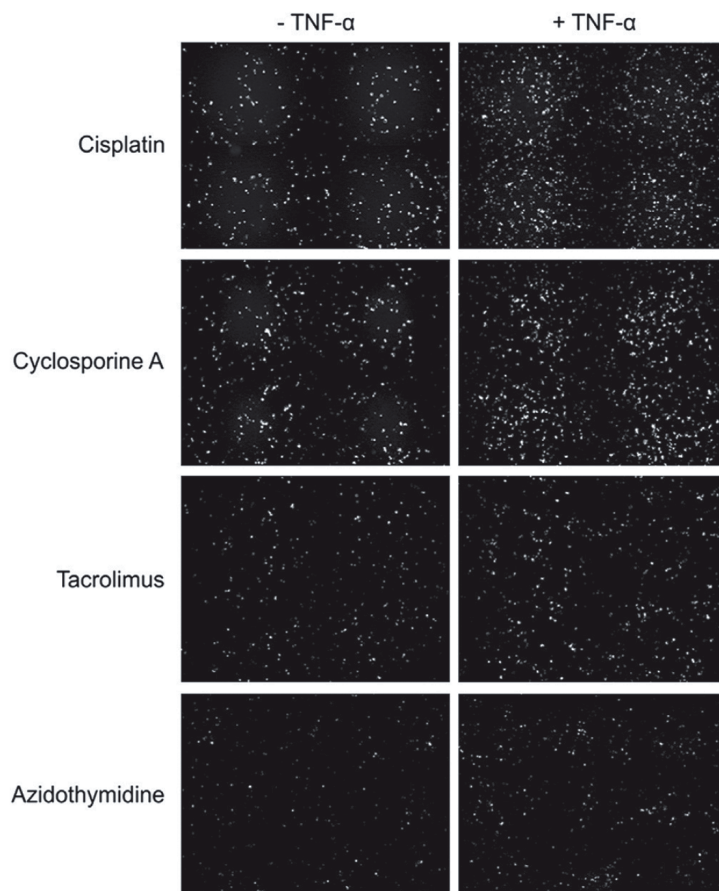 - TNF-α
+ TNF-α
Cisplatin
Cyclosporine A
Tacrolimus
Azidothymidine